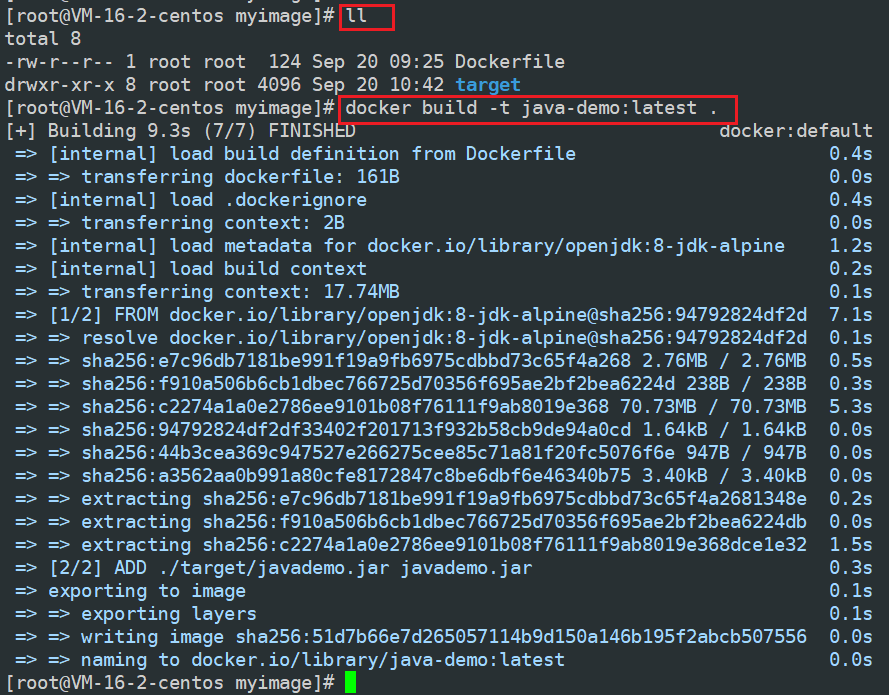 [root@VM-16-2-centos myimage]# ll
total 8
-rw-r--r-- 1 root root  124 Sep 20 09:25 Dockerfile
drwxr-xr-x 8 root root 4096 Sep 20 10:42 target
[root@VM-16-2-centos myimage]# docker build -t java-demo:latest .
[+] Building 9.3s (7/7) FINISHED docker:default
=> [internal] load build definition from Dockerfile 0.4s
=> => transferring dockerfile: 161B 0.0s
=> [internal] load .dockerignore 0.4s
=> => transferring context: 2B 0.0s
=> [internal] load metadata for docker.io/library/openjdk:8-jdk-alpine 1.2s
=> [internal] load build context 0.2s
=> => transferring context: 17.74MB 0.1s
=> [1/2] FROM docker.io/library/openjdk:8-jdk-alpine@sha256:94792824df2d 7.1s
=> => resolve docker.io/library/openjdk:8-jdk-alpine@sha256:94792824df2d 0.1s
=> => sha256:e7c96db7181be991f19a9fb6975cdbbd73c65f4a268 2.76MB / 2.76MB 0.5s
=> => sha256:f910a506b6cb1dbec766725d70356f695ae2bf2bea6224d 238B / 238B 0.3s
=> => sha256:c2274a1a0e2786ee9101b08f76111f9ab8019e368 70.73MB / 70.73MB 5.3s
=> => sha256:94792824df2df33402f201713f932b58cb9de94a0cd 1.64kB / 1.64kB 0.0s
=> => sha256:44b3cea369c947527e266275cee85c71a81f20fc5076f6e 947B / 947B 0.0s
=> => sha256:a3562aa0b991a80cfe8172847c8be6dbf6e46340b75 3.40kB / 3.40kB 0.0s
=> => extracting sha256:e7c96db7181be991f19a9fb6975cdbbd73c65f4a2681348e 0.2s
=> => extracting sha256:f910a506b6cb1dbec766725d70356f695ae2bf2bea6224db 0.0s
=> => extracting sha256:c2274a1a0e2786ee9101b08f76111f9ab8019e368dce1e32 1.5s
=> [2/2] ADD ./target/javademo.jar javademo.jar 0.3s
=> exporting to image 0.1s
=> => exporting layers 0.1s
=> => writing image sha256:51d7b66e7d265057114b9d150a146b195f2abcb507556 0.0s
=> => naming to docker.io/library/java-demo:latest 0.0s
[root@VM-16-2-centos myimage]#